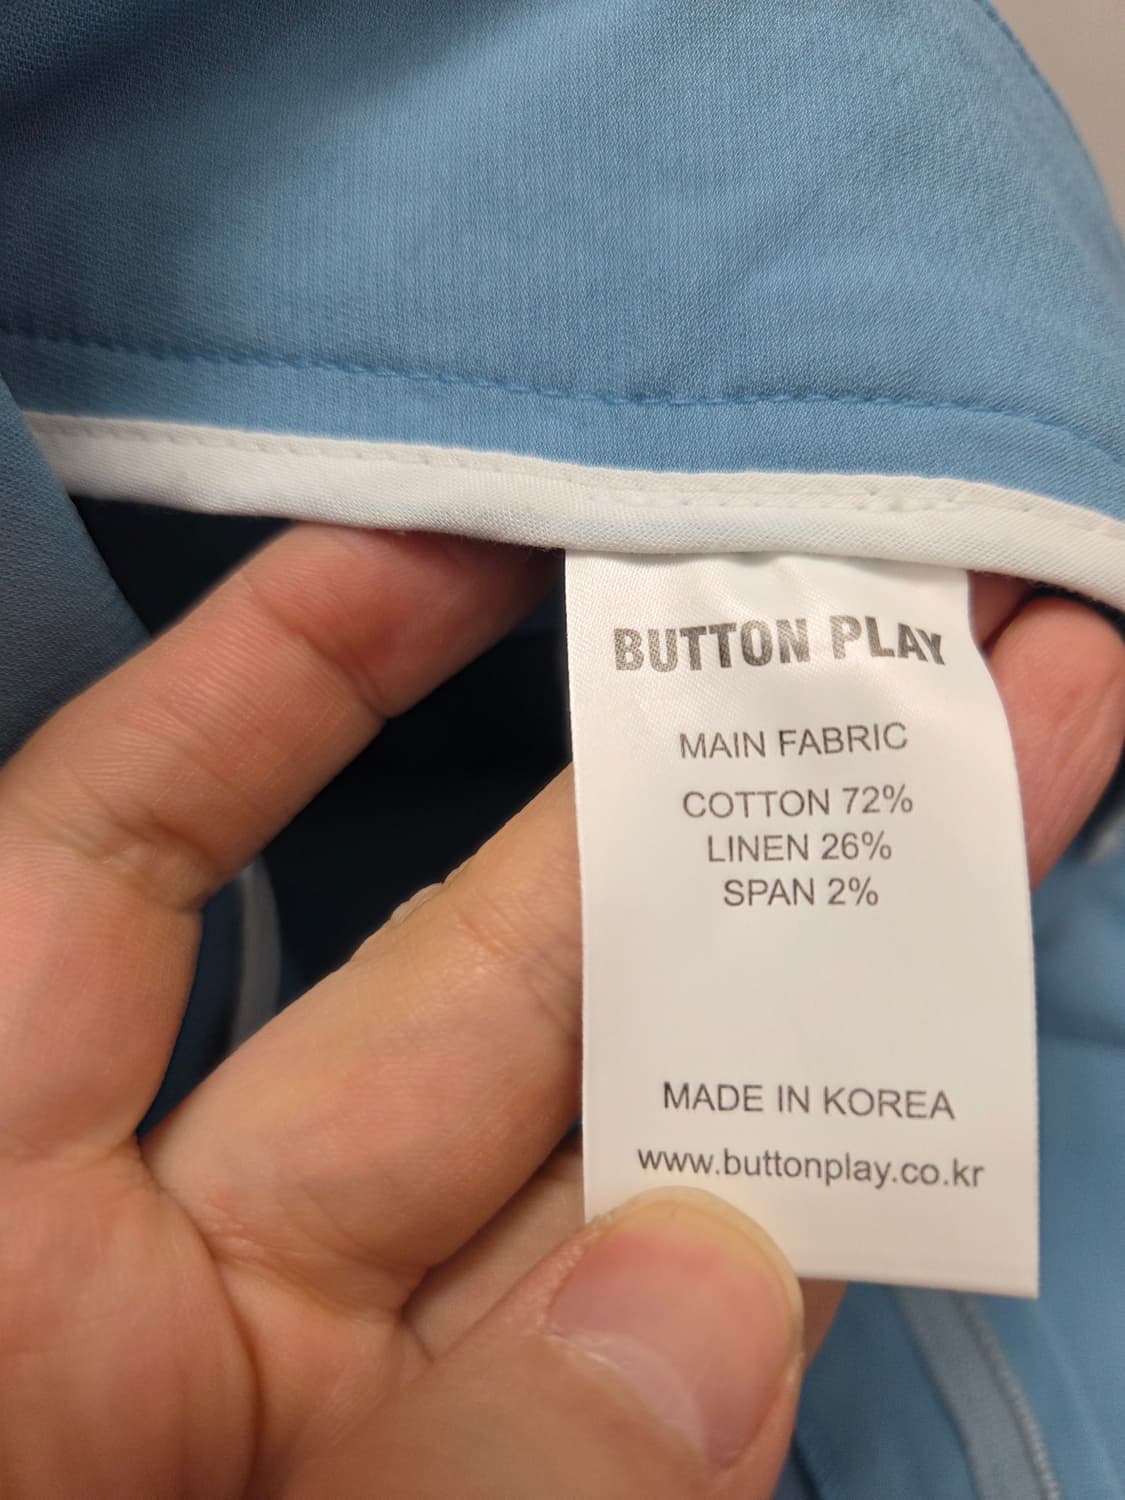 BUTTON PLAY
MAIN FABRIC
COTTON 72%
LINEN 26%
SPAN 2%
MADE IN KOREA
www.buttonplay.co.kr